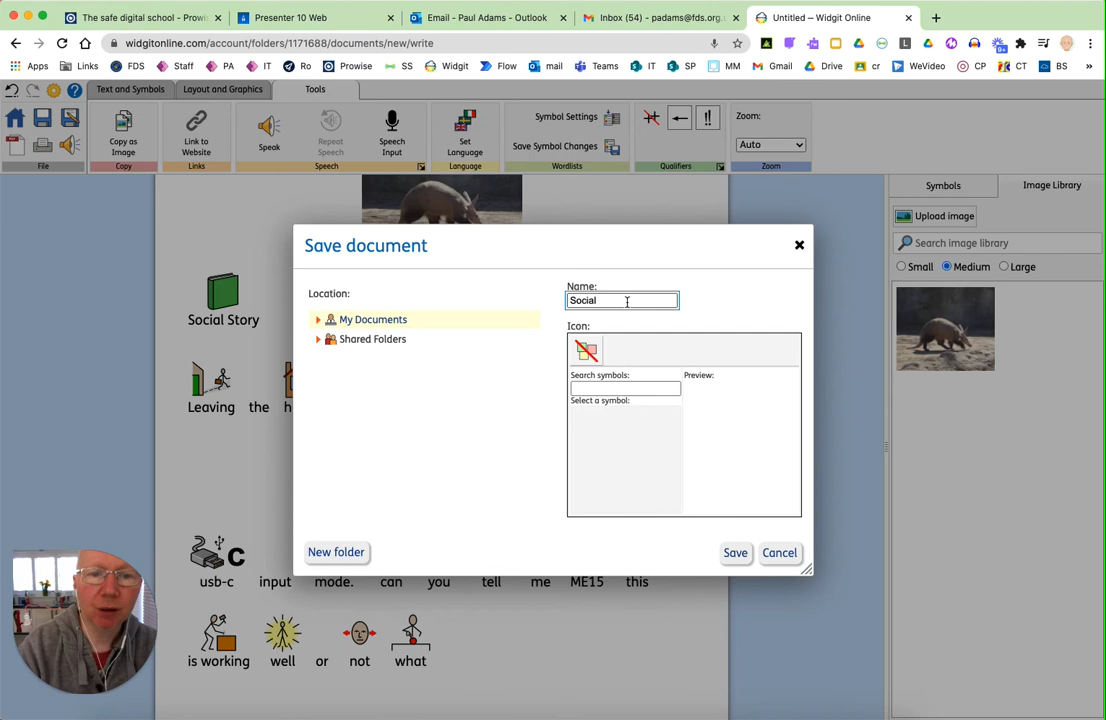 The safe digital school - Prowi
Presenter 10 Web
Email - Paul Adams - Outlook
Inbox (54) - padams@fds.org.
Untitled — Widgit Online
widgitonline.com/account/folders/1171688/documents/new/write
Apps Links FDS Staff PA IT Ro Prowise SS Widgit Flow mail Teams IT SP MM Gmail Drive cr WeVideo CP CT BS »
Text and Symbols Layout and Graphics Tools
Copy as Image
Link to Website
Speak
Repeat Speech
Speech Input
Set Language
Symbol Settings
Save Symbol Changes
Zoom:
Auto
File Copy Links Speech Language Wordlists Qualifiers Zoom
Symbols Image Library
Upload image
Search image library
Small Medium Large
Social Story
Leaving the h
Save document
Location:
My Documents
Shared Folders
Name:
Social
Icon:
Search symbols:
Preview:
Select a symbol:
New folder Save Cancel
C
usb-c input mode. can you tell me ME15 this
is working well or not what